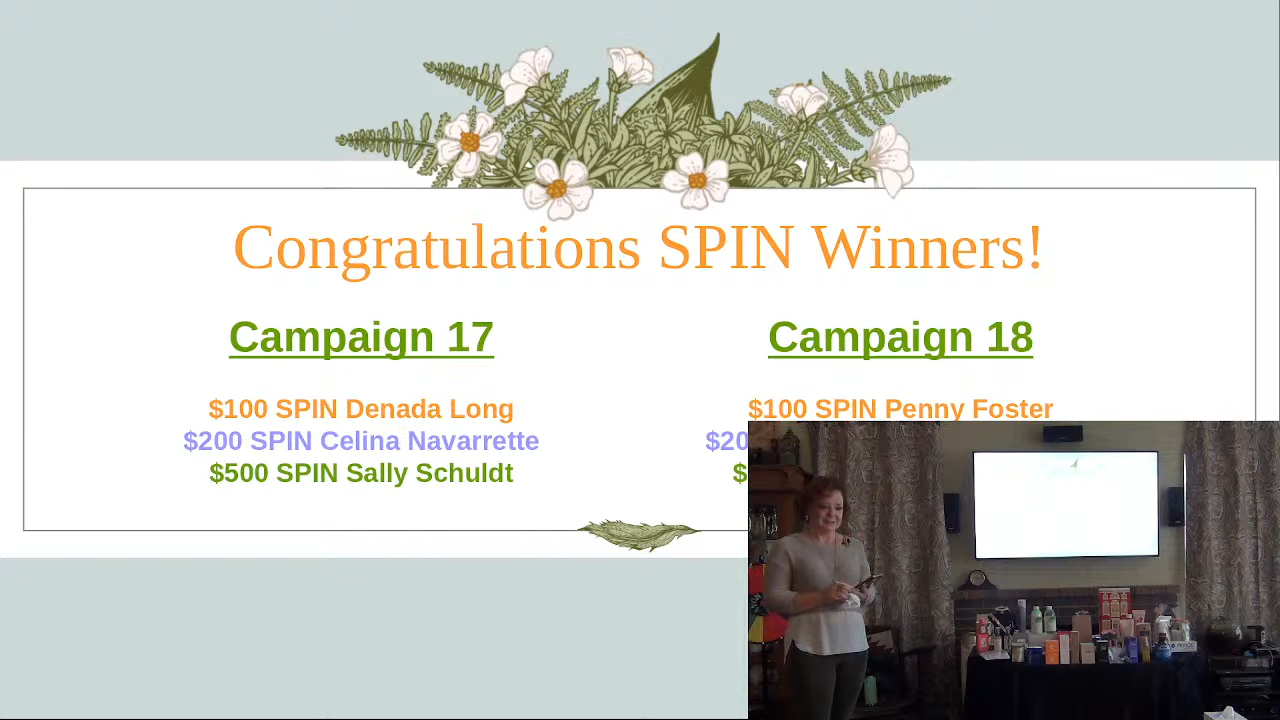 Congratulations SPIN Winners!
Campaign 17
$100 SPIN Denada Long
$200 SPIN Celina Navarrette
$500 SPIN Sally Schuldt
Campaign 18
$100 SPIN Penny Foster
$20
$